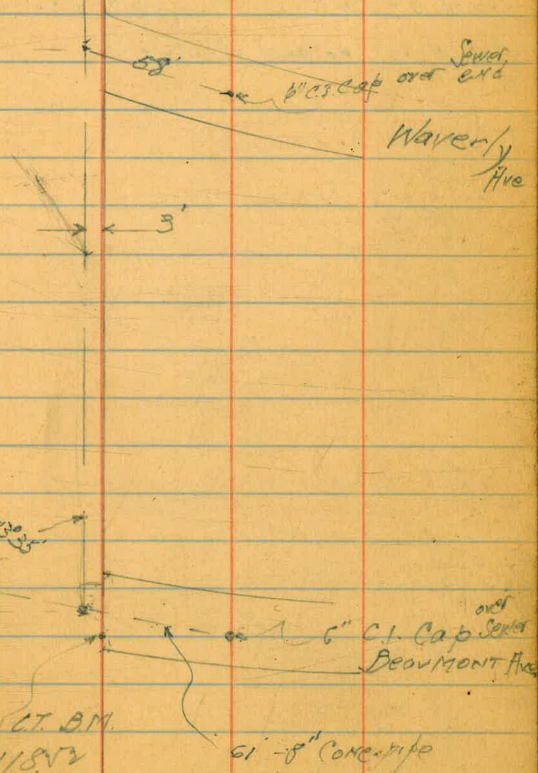 Sewer
58' 6" C.I. Cap over end
Waverly
Ave
3'
over
6" C.I. Cap Sewer
Beaumont Ave
C.T. B.M.
61' - 8" Conc. pipe